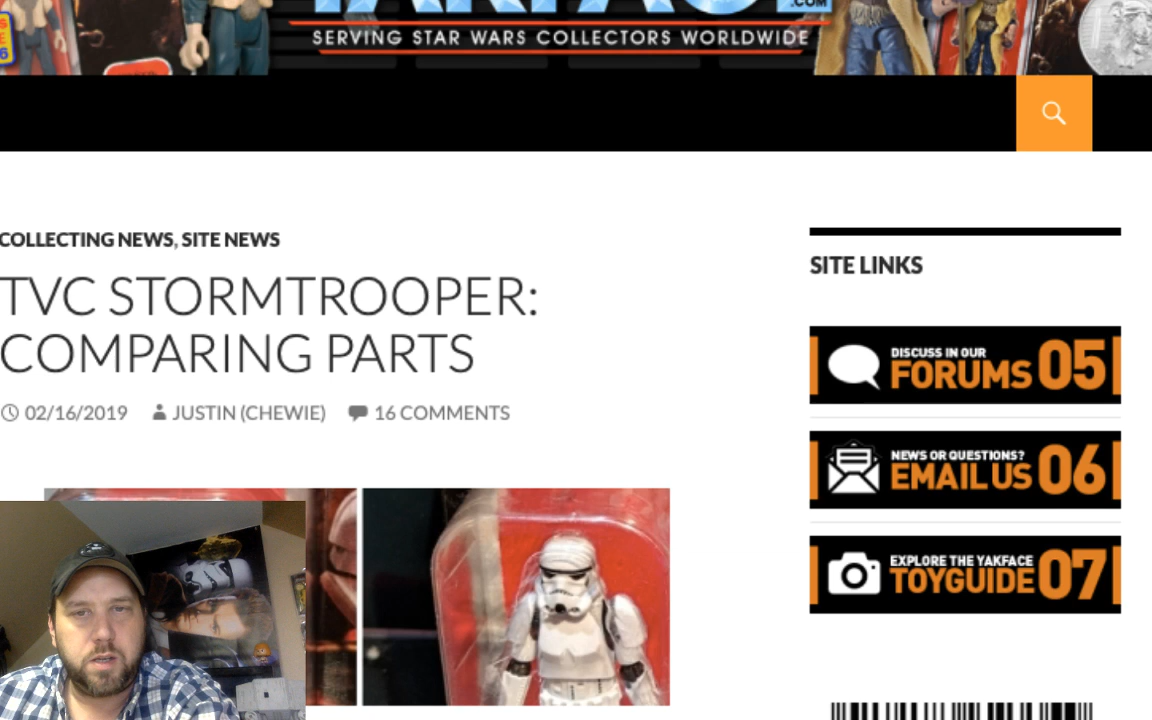 .COM
SERVING STAR WARS COLLECTORS WORLDWIDE
COLLECTING NEWS, SITE NEWS
TVC STORMTROOPER:
COMPARING PARTS
02/16/2019 JUSTIN (CHEWIE) 16 COMMENTS
SITE LINKS
DISCUSS IN OUR
FORUMS 05
NEWS OR QUESTIONS?
EMAIL US 06
EXPLORE THE YAKFACE
TOYGUIDE 07